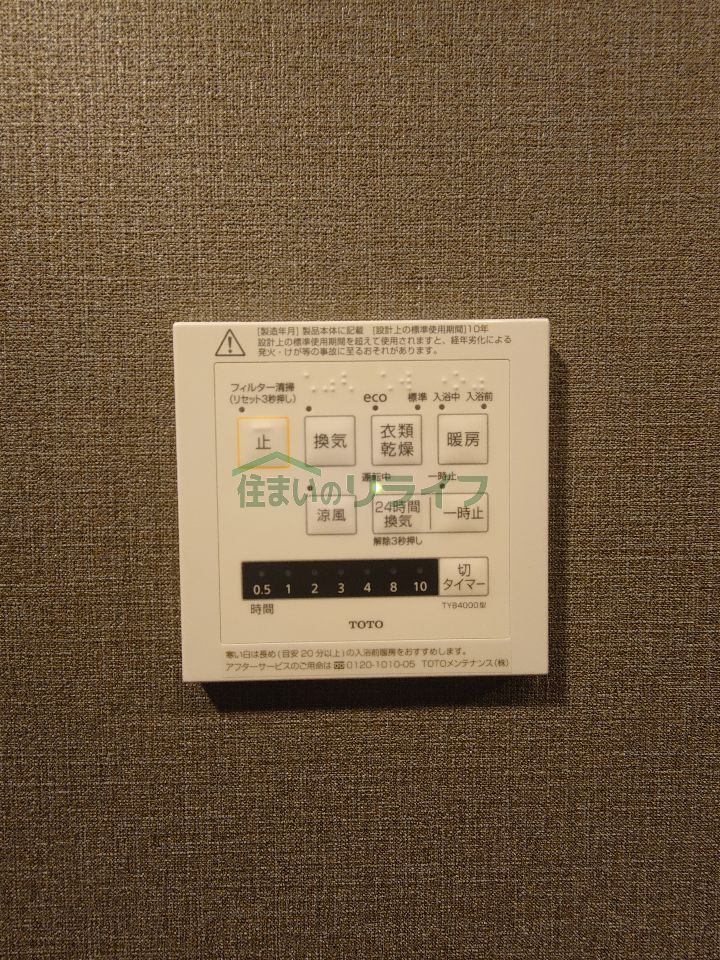 [製造年月] 製品本体に記載 [設計上の標準使用期間]10年
設計上の標準使用期間を超えて使用されますと、経年劣化による
発火・けが等の事故に至るおそれがあります。
フィルター清掃
(リセット3秒押し)
eco 標準 入浴中 入浴前
止 換気 衣類乾燥 暖房
運転中 一時止
住まいのリライフ
涼風 24時間換気 一時止
解除3秒押し
0.5 1 2 3 4 8 10 切タイマー
時間 TYB4000型
TOTO
寒い日は長め(目安20分以上)の入浴前暖房をおすすめします。
アフターサービスのご用命は 0120-1010-05 TOTOメンテナンス(株)